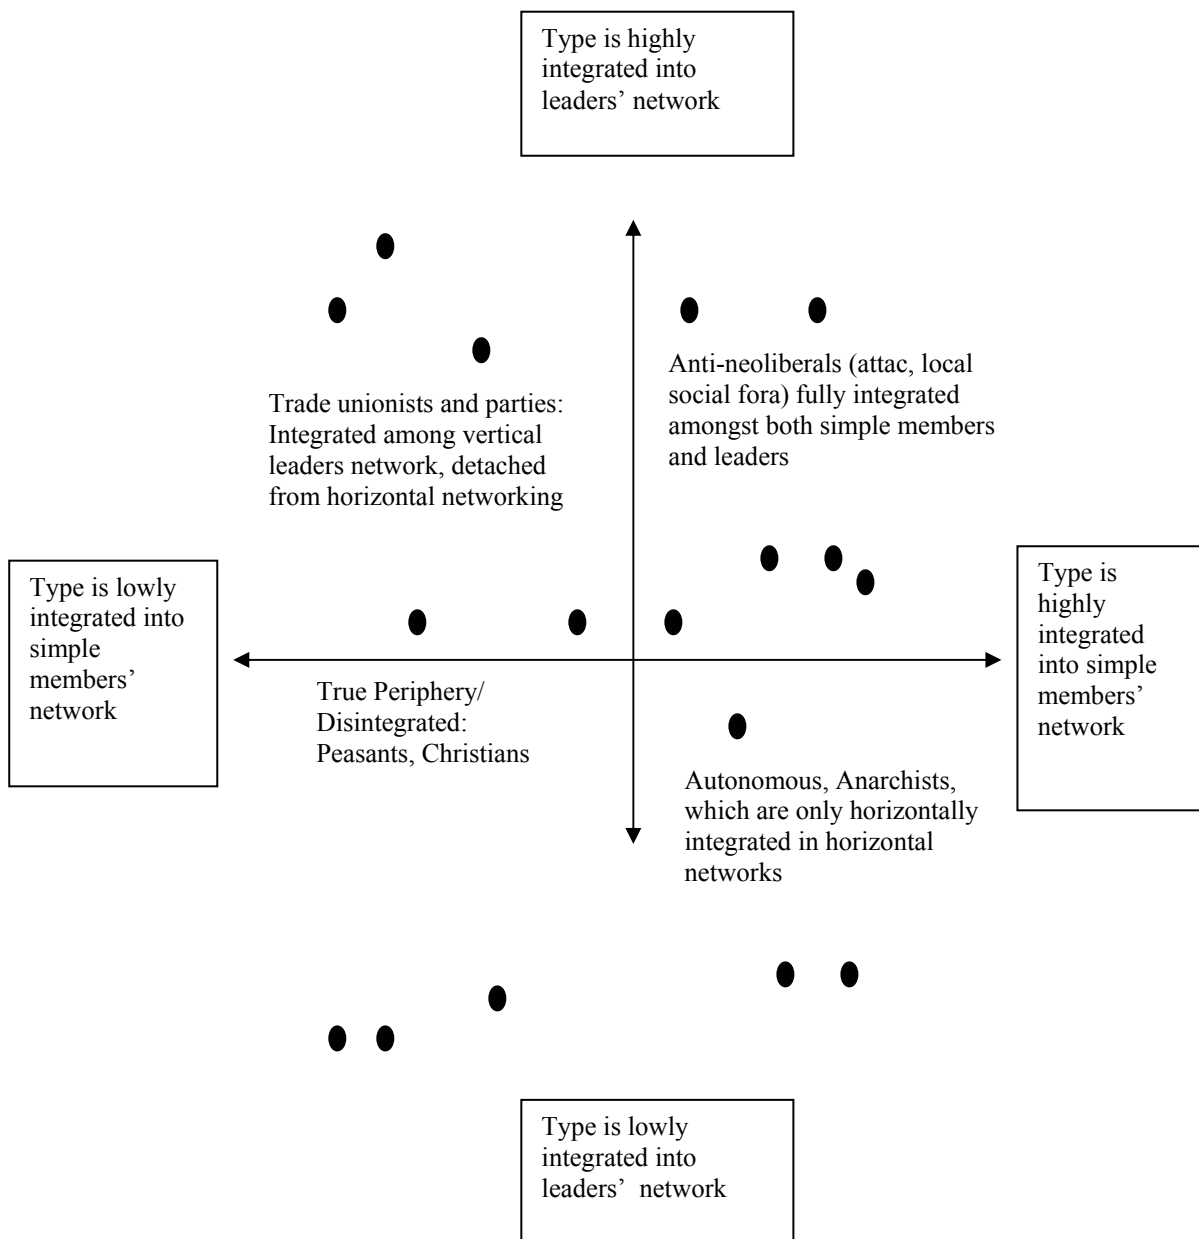 Type is highly
integrated into
leaders’ network
Anti-neoliberals (attac, local
social fora) fully integrated
amongst both simple members
and leaders
Trade unionists and parties:
Integrated among vertical
leaders network, detached
from horizontal networking
Type is lowly
integrated into
simple
members’
network
Type is
highly
integrated
into simple
members’
network
True Periphery/
Disintegrated:
Peasants, Christians
Autonomous, Anarchists,
which are only horizontally
integrated in horizontal
networks
Type is lowly
integrated into
leaders’ network